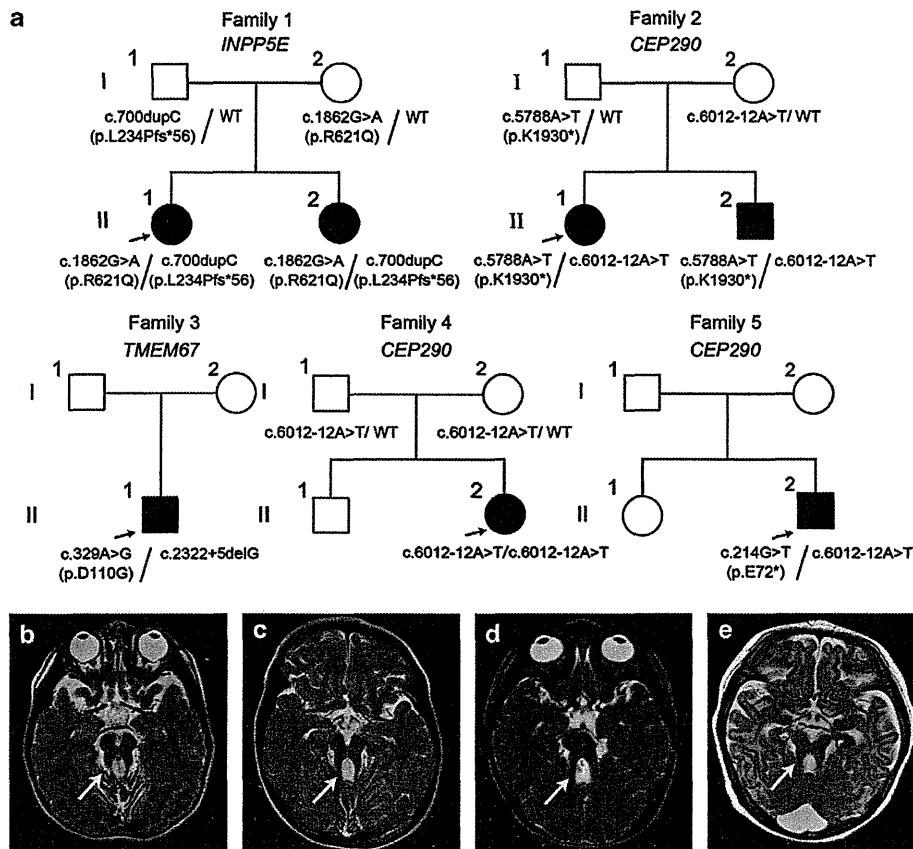 a
Family 1
INPP5E
1
2
I
c.700dupC
(p.L234Pfs*56) / WT
c.1862G>A
(p.R621Q) / WT
1
2
II
c.1862G>A
(p.R621Q) / c.700dupC
(p.L234Pfs*56)
c.1862G>A
(p.R621Q) / c.700dupC
(p.L234Pfs*56)
Family 2
CEP290
1
2
I
c.5788A>T
(p.K1930*) / WT
c.6012-12A>T/ WT
1
2
II
c.5788A>T
(p.K1930*) / c.6012-12A>T
c.5788A>T
(p.K1930*) / c.6012-12A>T
Family 3
TMEM67
1
2
I
1
II
c.329A>G
(p.D110G) / c.2322+5delG
Family 4
CEP290
1
2
I
c.6012-12A>T/ WT
c.6012-12A>T/ WT
1
2
II
c.6012-12A>T/c.6012-12A>T
Family 5
CEP290
1
2
I
1
2
II
c.214G>T
(p.E72*) / c.6012-12A>T
b
c
d
e